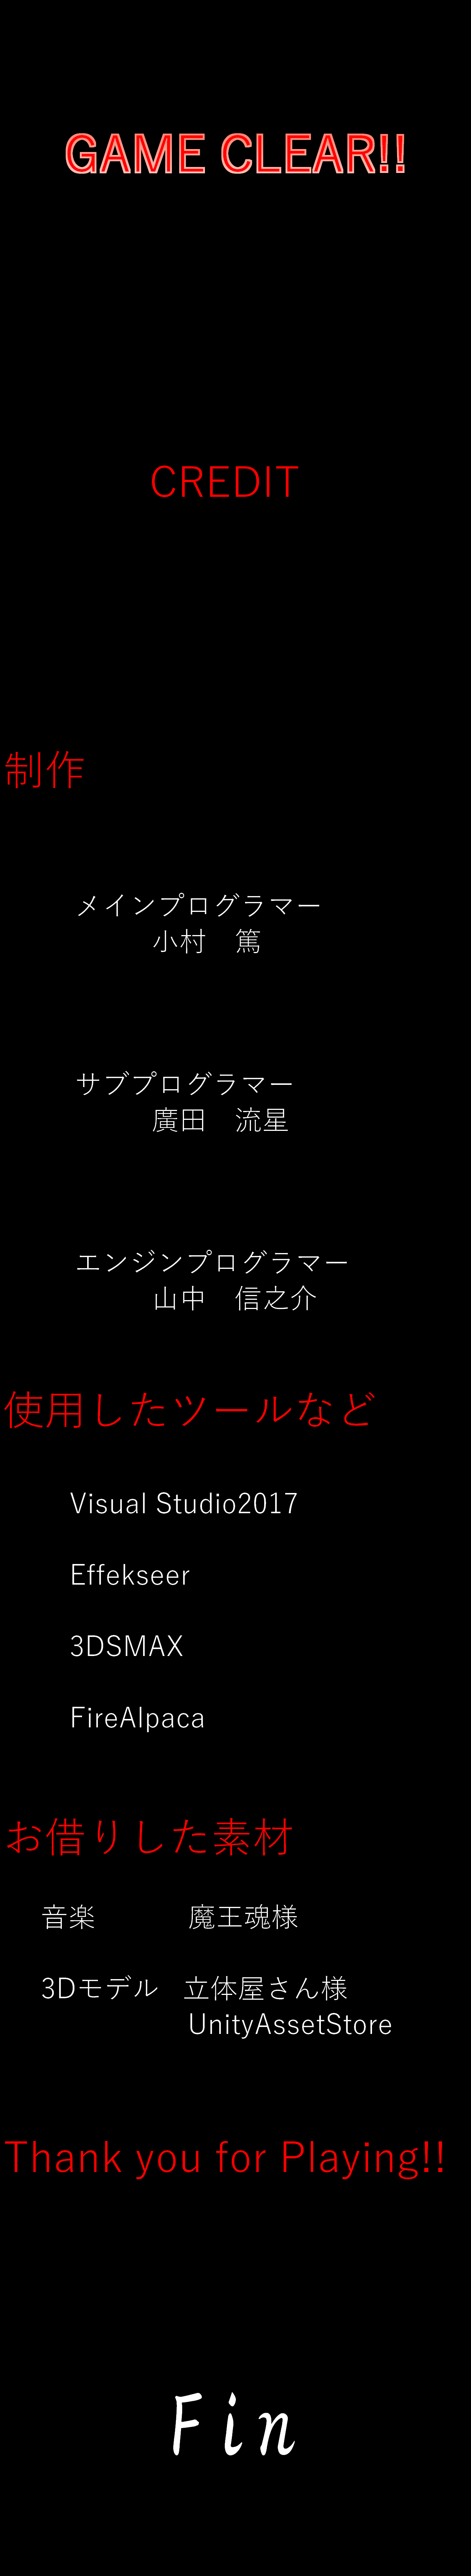 GAME CLEAR!!
CREDIT
制作
メインプログラマー
小村　篤
サブプログラマー
廣田　流星
エンジンプログラマー
山中　信之介
使用したツールなど
Visual Studio2017
Effekseer
3DSMAX
FireAlpaca
お借りした素材
音楽　魔王魂様
3Dモデル　立体屋さん様
UnityAssetStore
Thank you for Playing!!
Fin